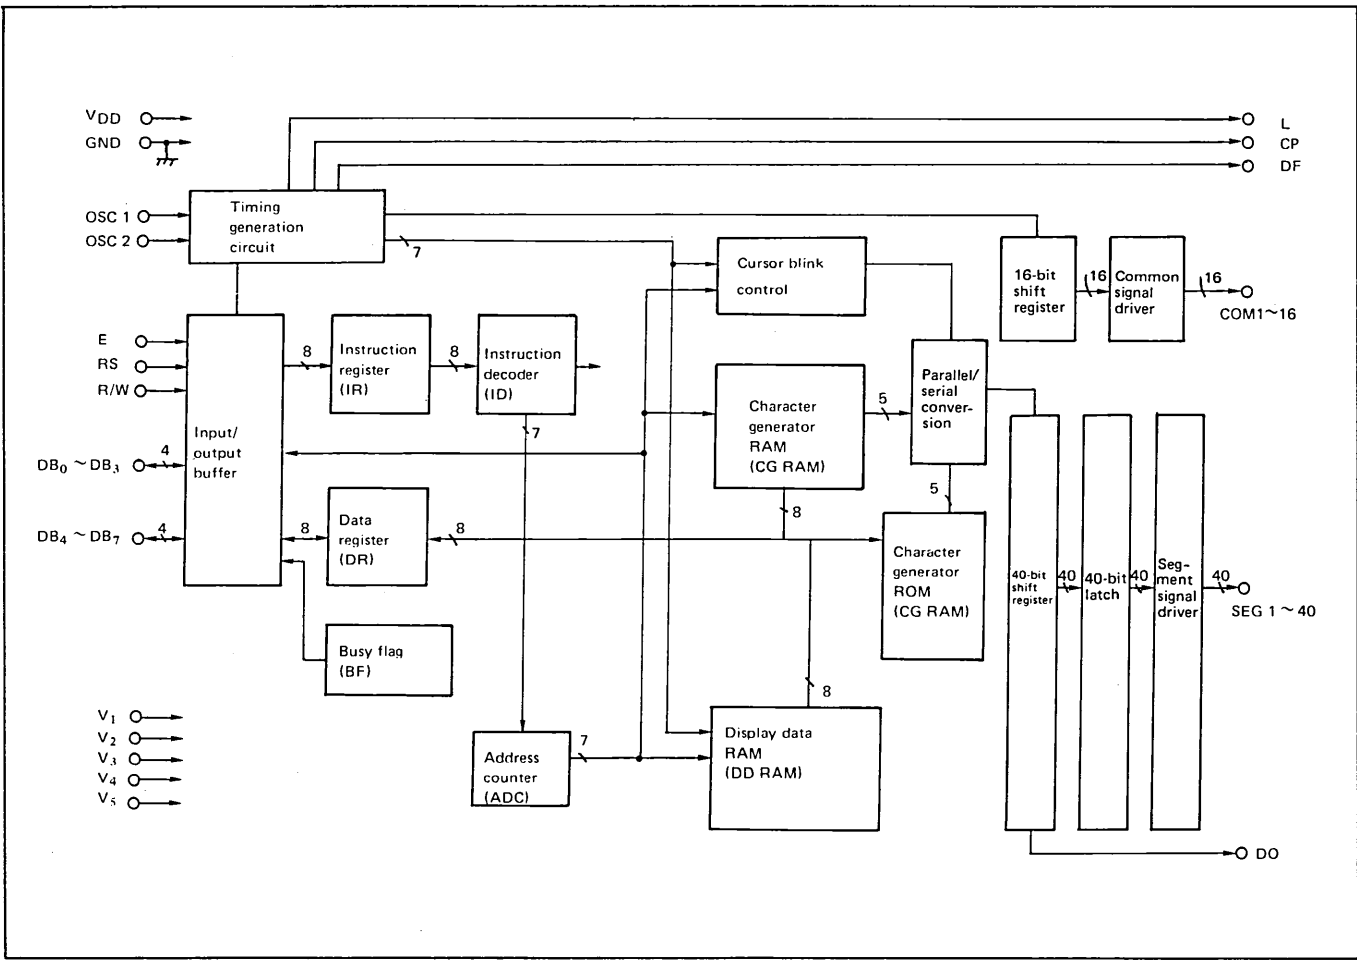 VDD
GND
L
CP
DF
OSC 1
OSC 2
Timing
generation
circuit
7
Cursor blink
control
16-bit
shift
register
16
Common
signal
driver
16
COM1~16
E
RS
R/W
8
Instruction
register
(IR)
8
Instruction
decoder
(ID)
7
Parallel/
serial
conver-
sion
Character
generator
RAM
(CG RAM)
5
Input/
output
buffer
DB0 ~ DB3
4
DB4 ~ DB7
4
8
Data
register
(DR)
8
8
5
Character
generator
ROM
(CG RAM)
40-bit
shift
register
40
40-bit
latch
40
Seg-
ment
signal
driver
40
SEG 1 ~ 40
Busy flag
(BF)
8
V1
V2
V3
V4
V5
Address
counter
(ADC)
7
Display data
RAM
(DD RAM)
DO